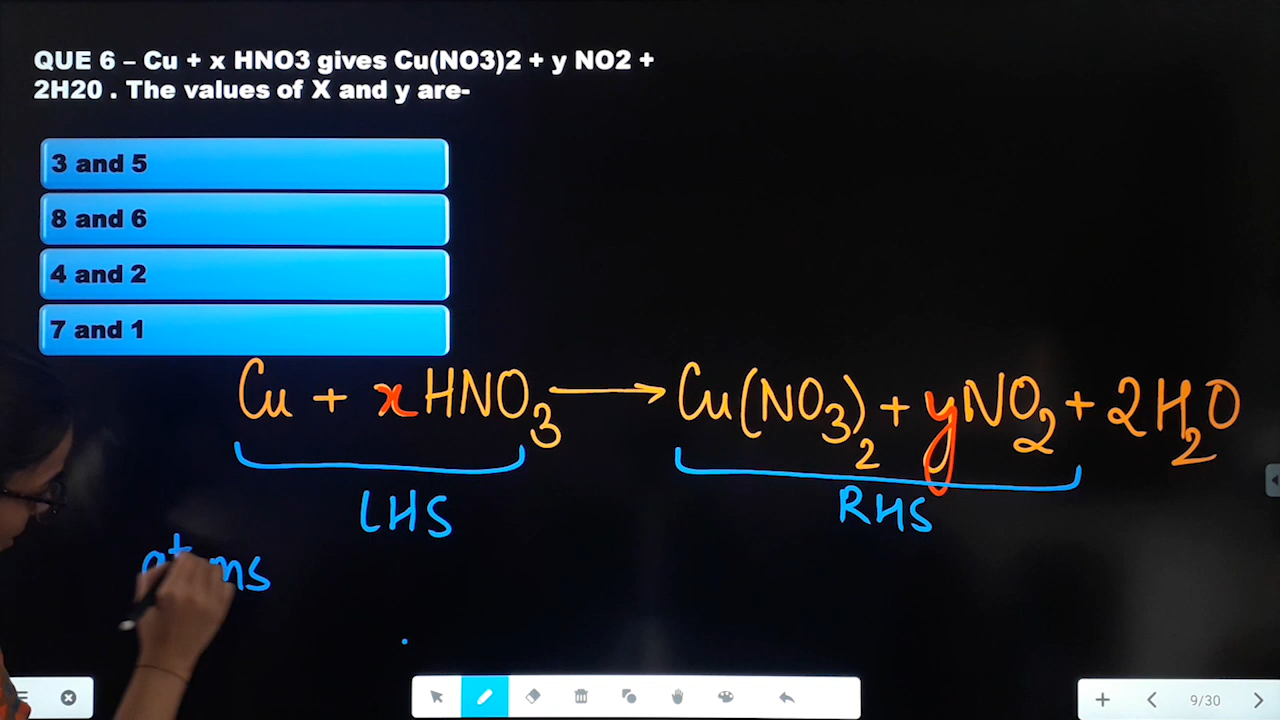 QUE 6 – Cu + x HNO3 gives Cu(NO3)2 + y NO2 +
2H20 . The values of X and y are-
3 and 5
8 and 6
4 and 2
7 and 1
Cu + xHNO3 → Cu(NO3)2 + yNO2 + 2H2O
LHS
RHS
9/30